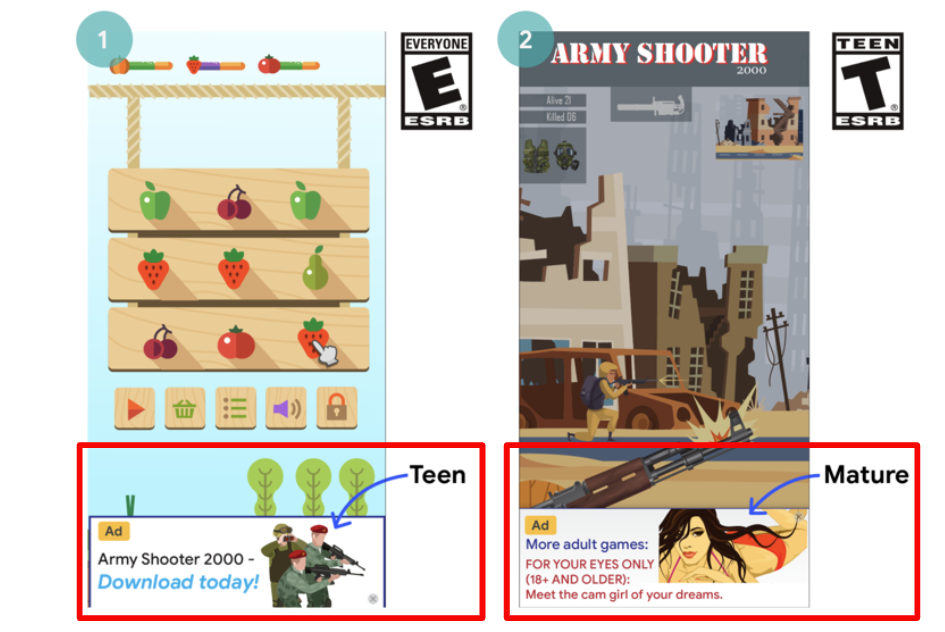 1
EVERYONE
E
®
ESRB
Teen
Ad
Army Shooter 2000 -
Download today!
2
ARMY SHOOTER
2000
Alive 21
Killed 06
TEEN
T
®
ESRB
Mature
Ad
More adult games:
FOR YOUR EYES ONLY
(18+ AND OLDER):
Meet the cam girl of your dreams.